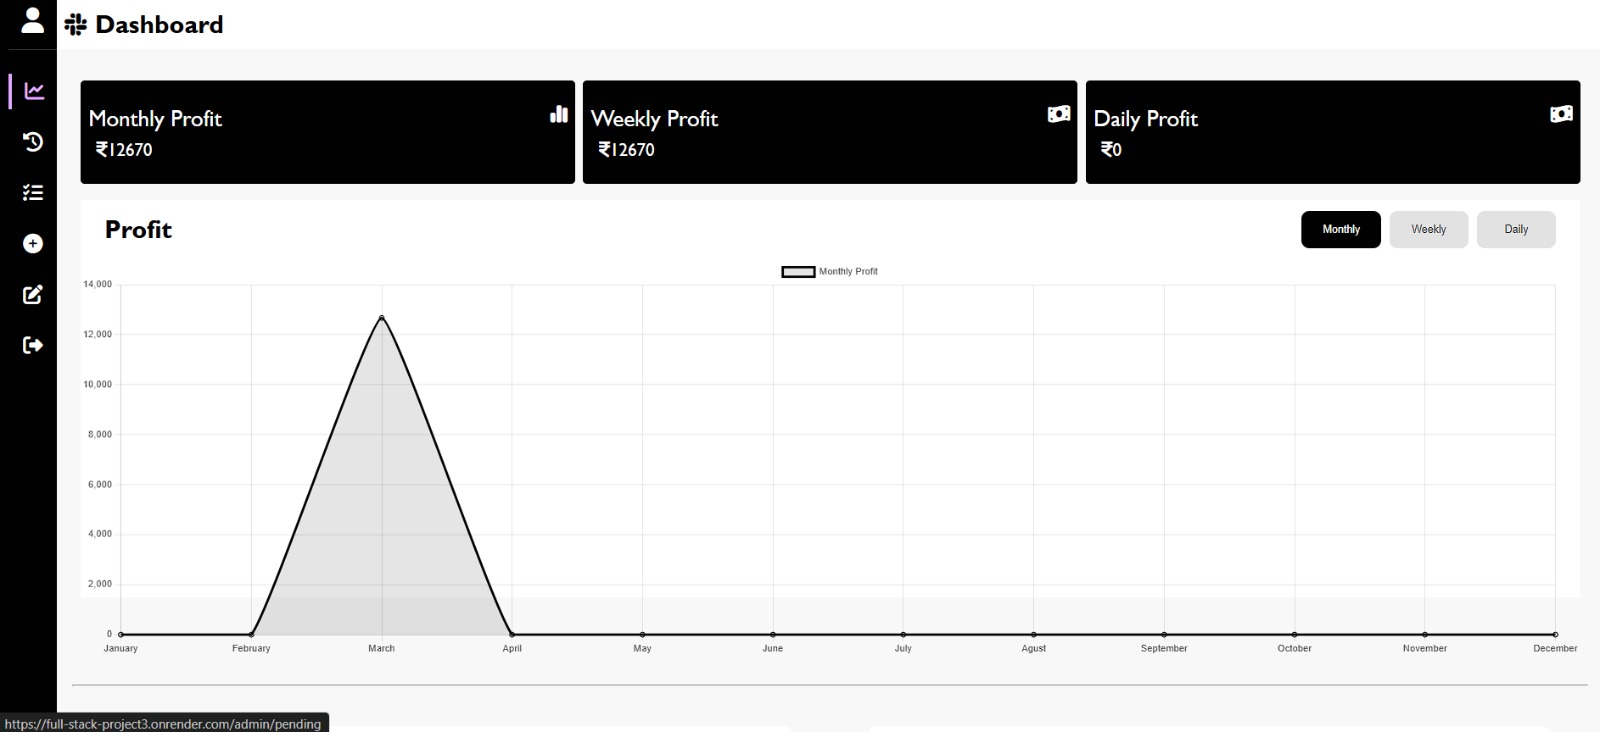 Dashboard
Monthly Profit
₹12670
Weekly Profit
₹12670
Daily Profit
₹0
Profit
Monthly
Weekly
Daily
Monthly Profit
14,000
12,000
10,000
8,000
6,000
4,000
2,000
0
January
February
March
April
May
June
July
Agust
September
October
November
December
https://full-stack-project3.onrender.com/admin/pending